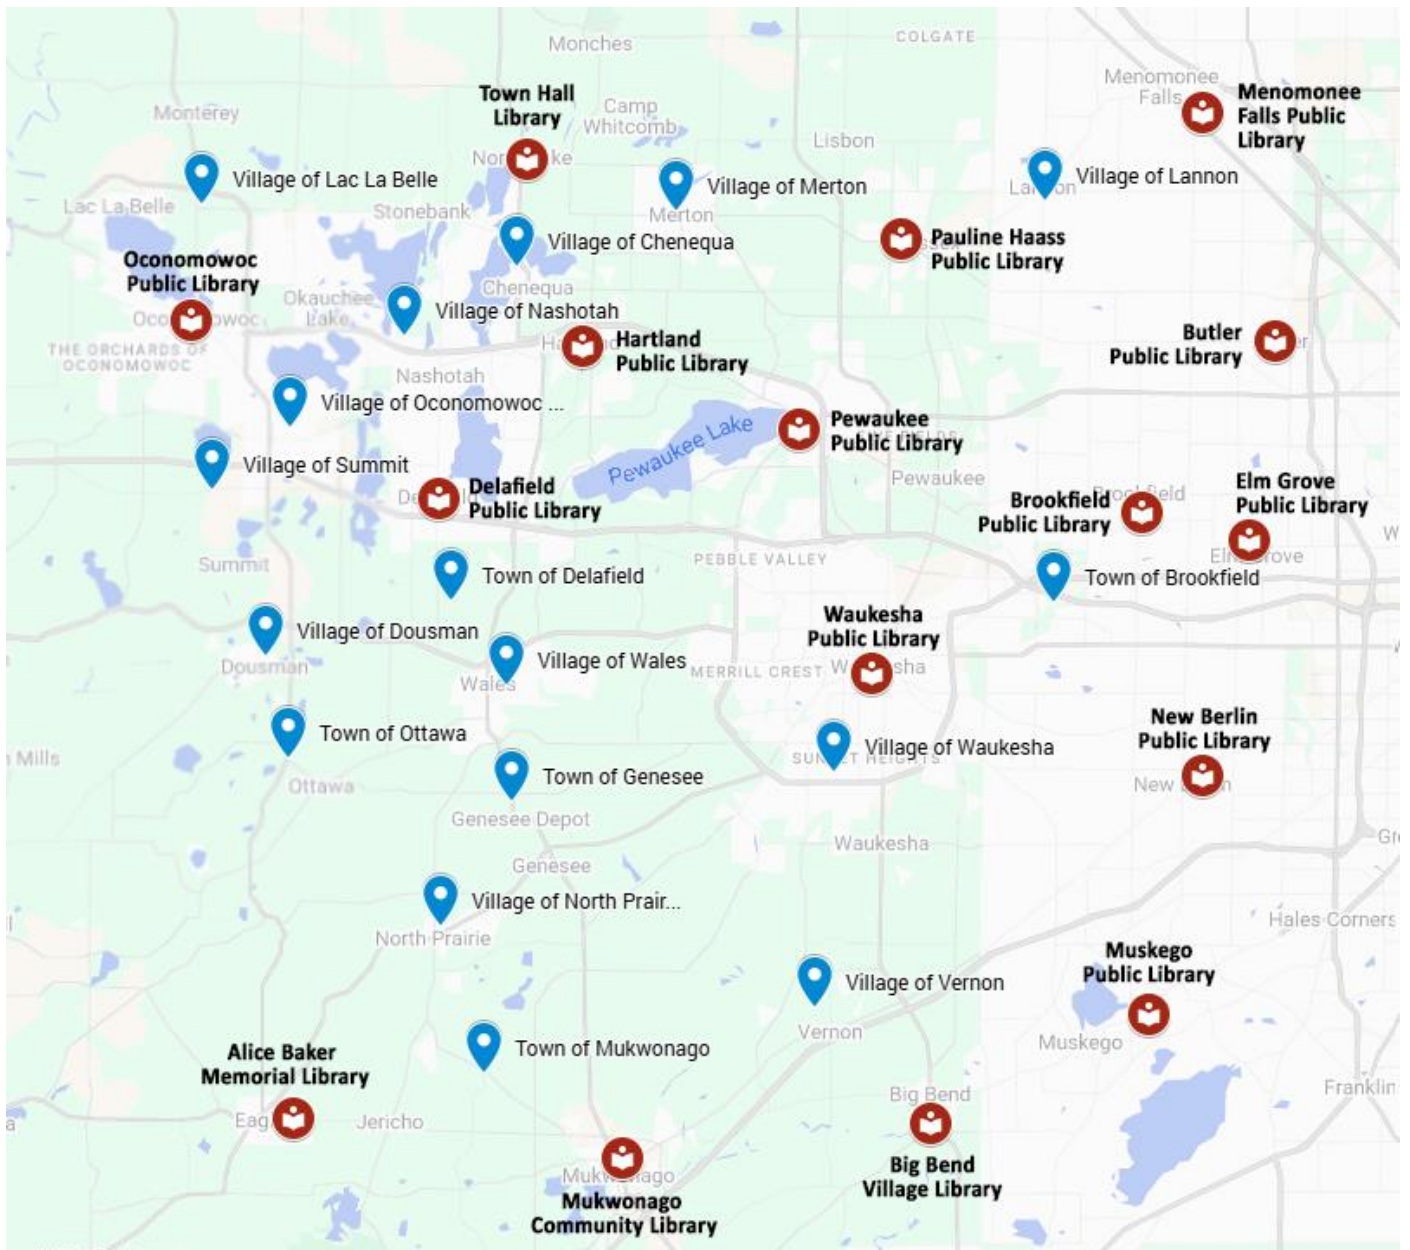 Monches
COLGATE
Town Hall
Library
Menomonee
Falls
Menomonee
Falls Public
Library
Monterey
Camp
Whitcomb
Lisbon
Village of Lac La Belle
Village of Merton
Village of Lannon
Lac La Belle
Stonebank
Merton
Village of Chenequa
Pauline Haass
Public Library
Oconomowoc
Public Library
Okauchee
Lake
Chenequa
Village of Nashotah
THE ORCHARDS OF
OCONOMOWOC
Hartland
Public Library
Butler
Public Library
Nashotah
Village of Oconomowoc ...
Pewaukee Lake
Pewaukee
Public Library
Village of Summit
Pewaukee
Delafield
Public Library
Brookfield
Public Library
Elm Grove
Public Library
Summit
PEBBLE VALLEY
Town of Delafield
Town of Brookfield
Village of Dousman
Waukesha
Public Library
Dousman
Village of Wales
MERRILL CREST
Wales
Town of Ottawa
New Berlin
Public Library
Mills
Village of Waukesha
Ottawa
Town of Genesee
Genesee Depot
Waukesha
Genesee
Village of North Prair...
Hales Corners
North Prairie
Muskego
Public Library
Village of Vernon
Vernon
Muskego
Alice Baker
Memorial Library
Town of Mukwonago
Franklin
Big Bend
Jericho
Big Bend
Village Library
Mukwonago
Community Library